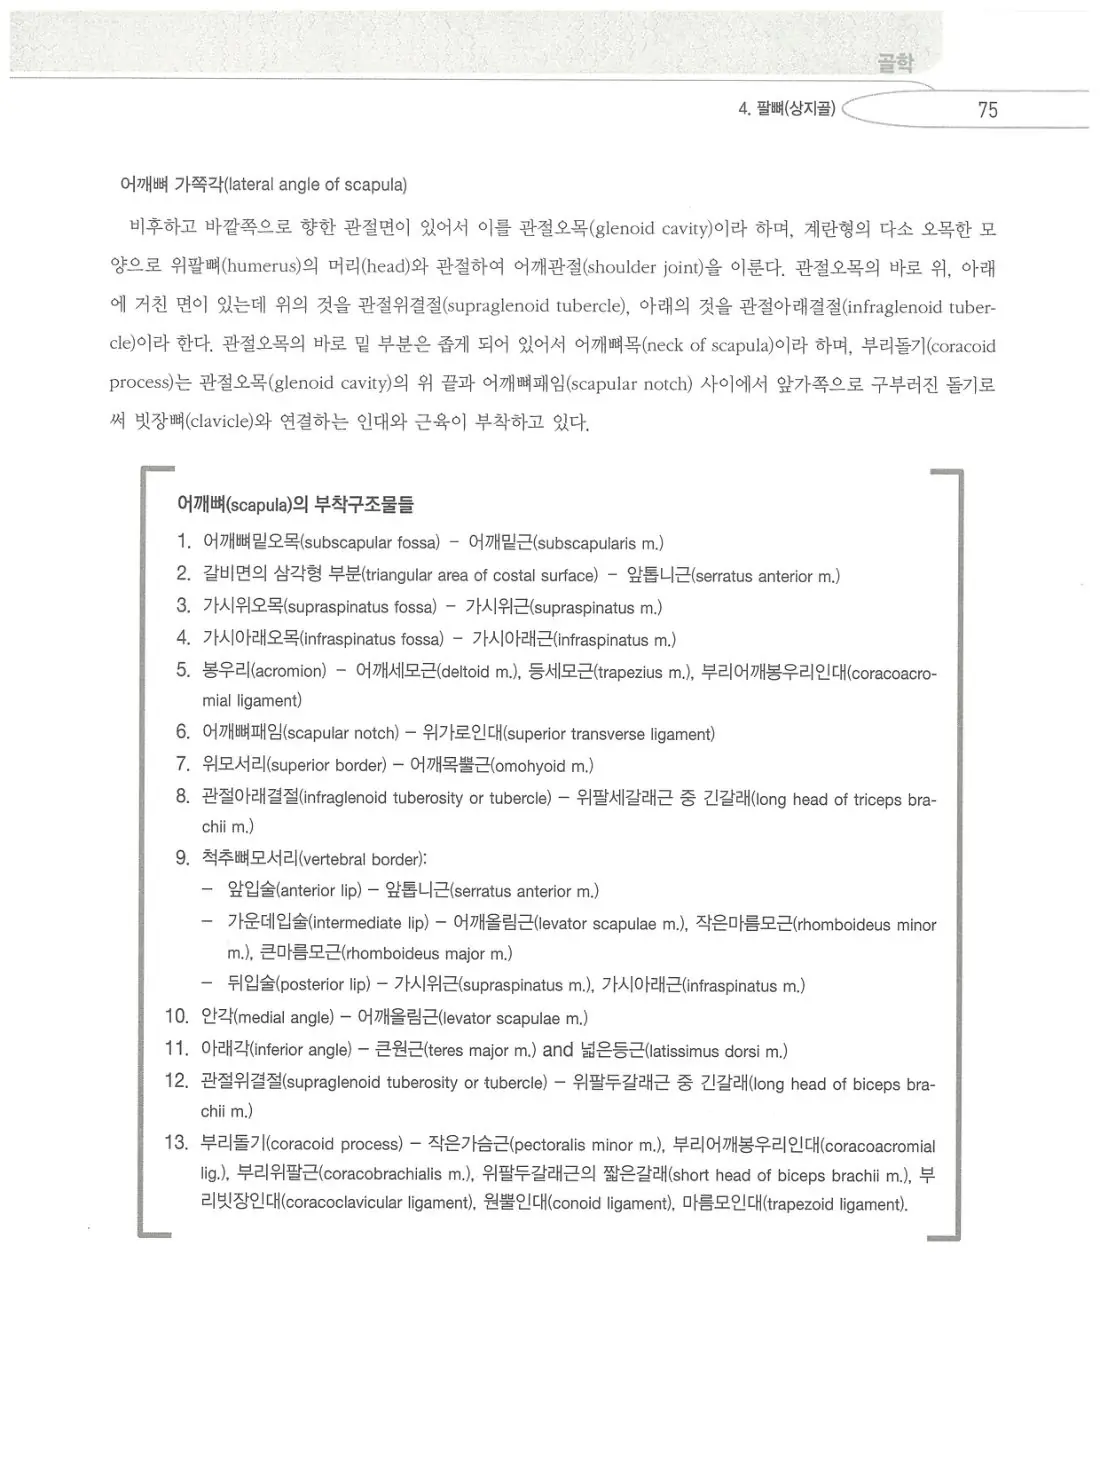 골학
4. 팔뼈(상지골)
75
어깨뼈 가쪽각(lateral angle of scapula)
비후하고 바깥쪽으로 향한 관절면이 있어서 이를 관절오목(glenoid cavity)이라 하며, 계란형의 다소 오목한 모
양으로 위팔뼈(humerus)의 머리(head)와 관절하여 어깨관절(shoulder joint)을 이룬다. 관절오목의 바로 위, 아래
에 거친 면이 있는데 위의 것을 관절위결절(supraglenoid tubercle), 아래의 것을 관절아래결절(infraglenoid tuber-
cle)이라 한다. 관절오목의 바로 밑 부분은 좁게 되어 있어서 어깨뼈목(neck of scapula)이라 하며, 부리돌기(coracoid
process)는 관절오목(glenoid cavity)의 위 끝과 어깨뼈패임(scapular notch) 사이에서 앞가쪽으로 구부러진 돌기로
써 빗장뼈(clavicle)와 연결하는 인대와 근육이 부착하고 있다.
어깨뼈(scapula)의 부착구조물들
1. 어깨뼈밑오목(subscapular fossa) - 어깨밑근(subscapularis m.)
2. 갈비면의 삼각형 부분(triangular area of costal surface) - 앞톱니근(serratus anterior m.)
3. 가시위오목(supraspinatus fossa) - 가시위근(supraspinatus m.)
4. 가시아래오목(infraspinatus fossa) - 가시아래근(infraspinatus m.)
5. 봉우리(acromion) - 어깨세모근(deltoid m.), 등세모근(trapezius m.), 부리어깨봉우리인대(coracoacro-
mial ligament)
6. 어깨뼈패임(scapular notch) - 위가로인대(superior transverse ligament)
7. 위모서리(superior border) - 어깨목뿔근(omohyoid m.)
8. 관절아래결절(infraglenoid tuberosity or tubercle) - 위팔세갈래근 중 긴갈래(long head of triceps bra-
chii m.)
9. 척추뼈모서리(vertebral border):
- 앞입술(anterior lip) - 앞톱니근(serratus anterior m.)
- 가운데입술(intermediate lip) - 어깨올림근(levator scapulae m.), 작은마름모근(rhomboideus minor
m.), 큰마름모근(rhomboideus major m.)
- 뒤입술(posterior lip) - 가시위근(supraspinatus m.), 가시아래근(infraspinatus m.)
10. 안각(medial angle) - 어깨올림근(levator scapulae m.)
11. 아래각(inferior angle) - 큰원근(teres major m.) and 넓은등근(latissimus dorsi m.)
12. 관절위결절(supraglenoid tuberosity or tubercle) - 위팔두갈래근 중 긴갈래(long head of biceps bra-
chii m.)
13. 부리돌기(coracoid process) - 작은가슴근(pectoralis minor m.), 부리어깨봉우리인대(coracoacromial
lig.), 부리위팔근(coracobrachialis m.), 위팔두갈래근의 짧은갈래(short head of biceps brachii m.), 부
리빗장인대(coracoclavicular ligament), 원뿔인대(conoid ligament), 마름모인대(trapezoid ligament).